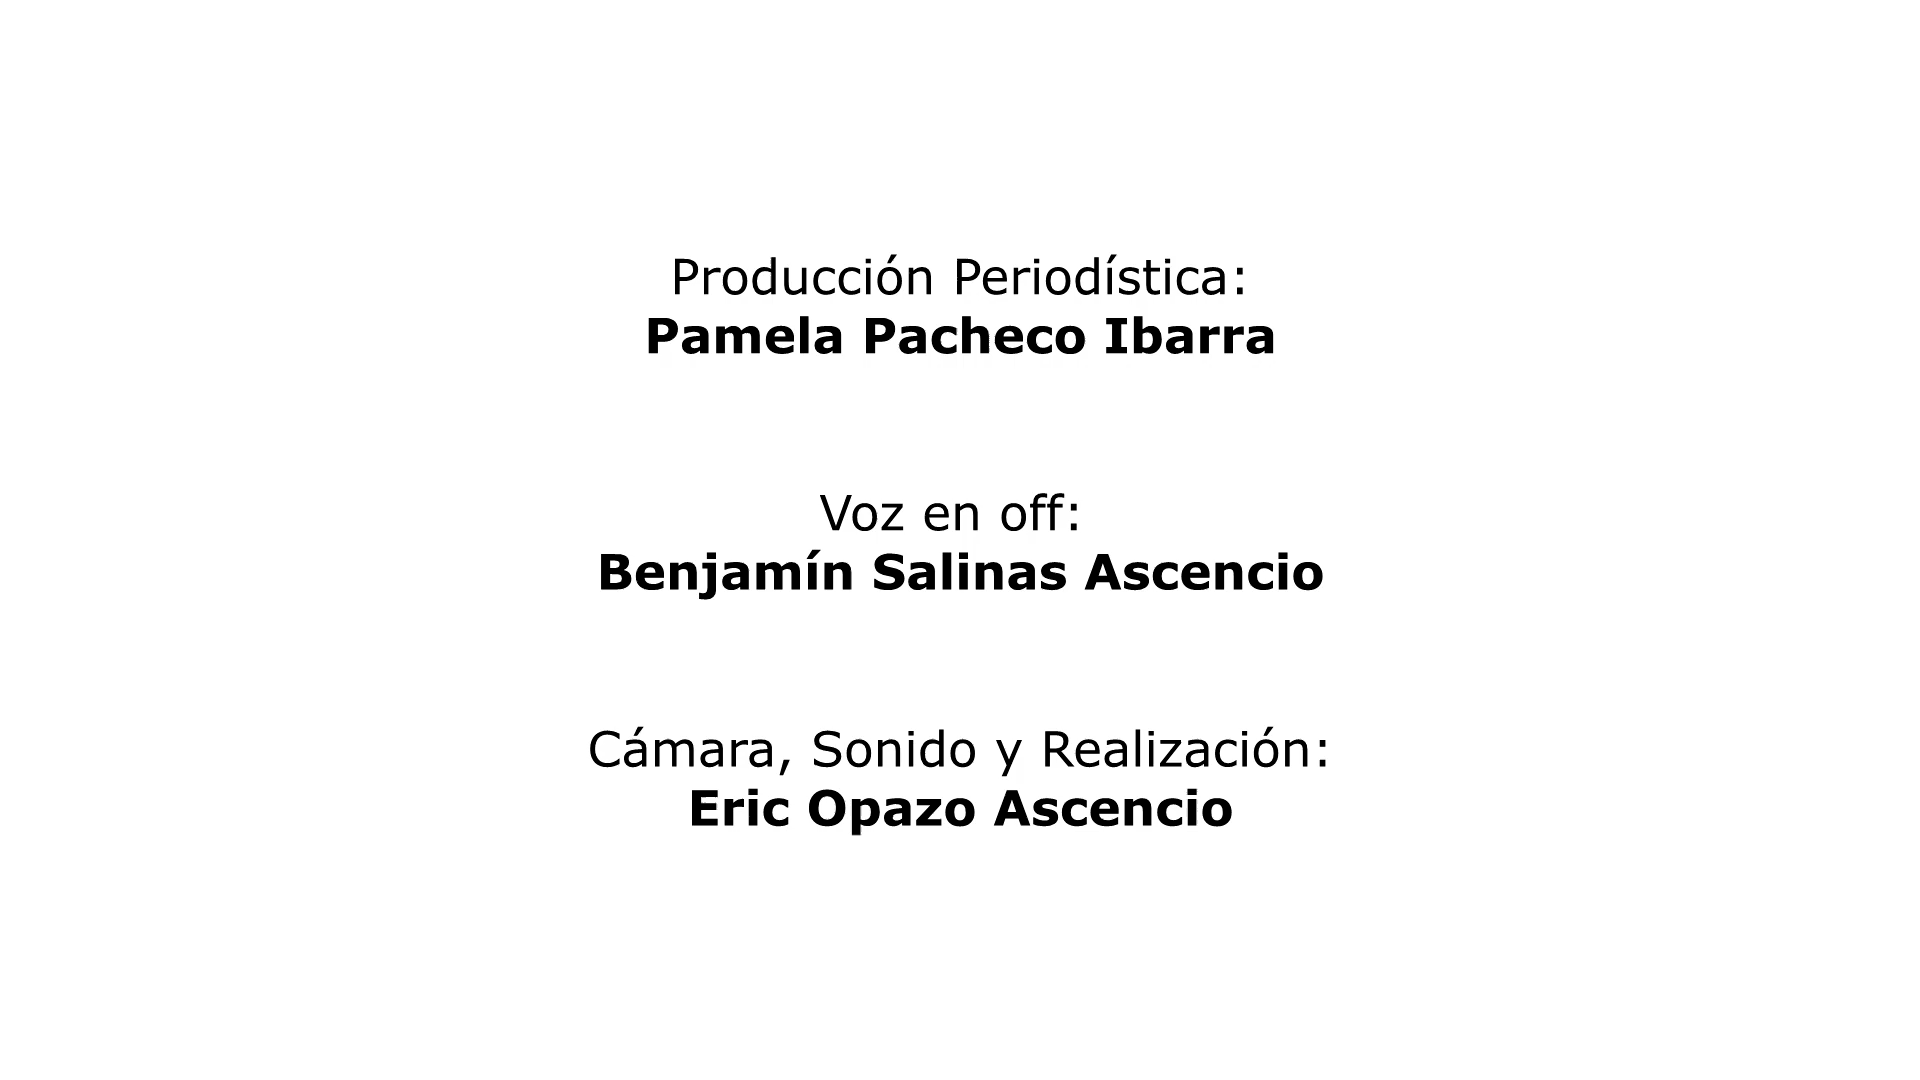 Producción Periodística:
Pamela Pacheco Ibarra
Voz en off:
Benjamín Salinas Ascencio
Cámara, Sonido y Realización:
Eric Opazo Ascencio